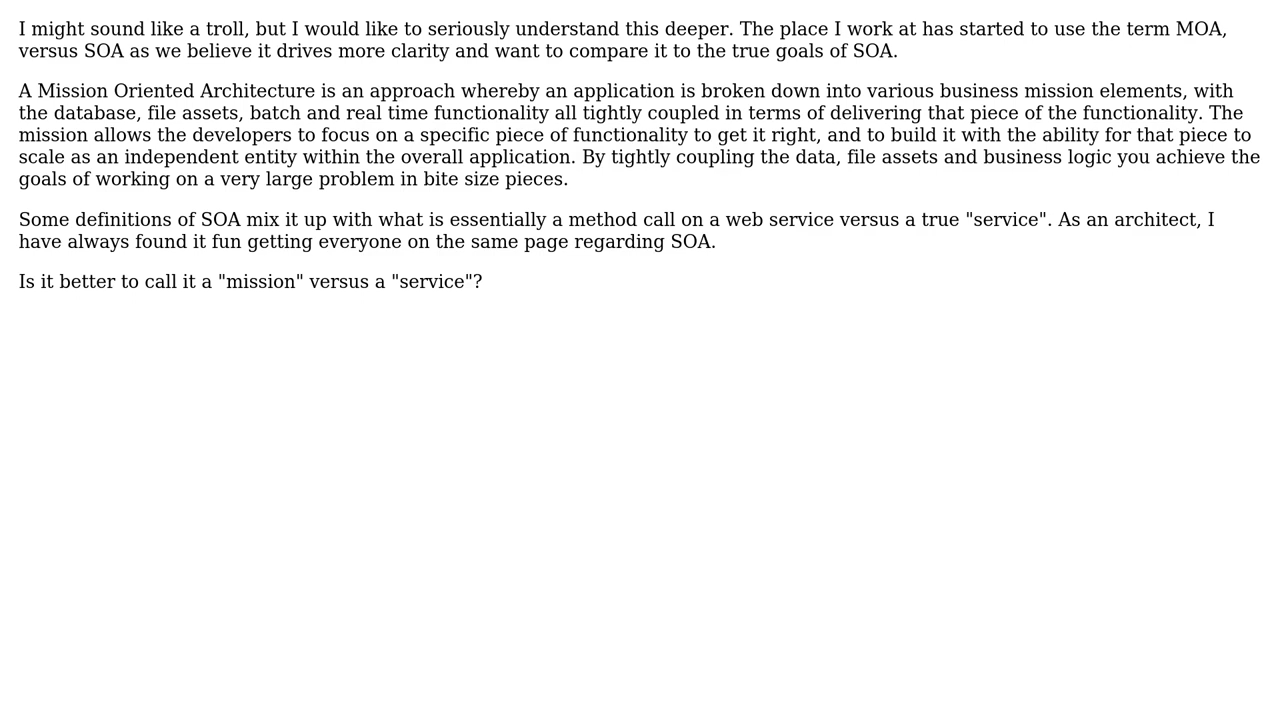 I might sound like a troll, but I would like to seriously understand this deeper. The place I work at has started to use the term MOA,
versus SOA as we believe it drives more clarity and want to compare it to the true goals of SOA.
A Mission Oriented Architecture is an approach whereby an application is broken down into various business mission elements, with
the database, file assets, batch and real time functionality all tightly coupled in terms of delivering that piece of the functionality. The
mission allows the developers to focus on a specific piece of functionality to get it right, and to build it with the ability for that piece to
scale as an independent entity within the overall application. By tightly coupling the data, file assets and business logic you achieve the
goals of working on a very large problem in bite size pieces.
Some definitions of SOA mix it up with what is essentially a method call on a web service versus a true "service". As an architect, I
have always found it fun getting everyone on the same page regarding SOA.
Is it better to call it a "mission" versus a "service"?